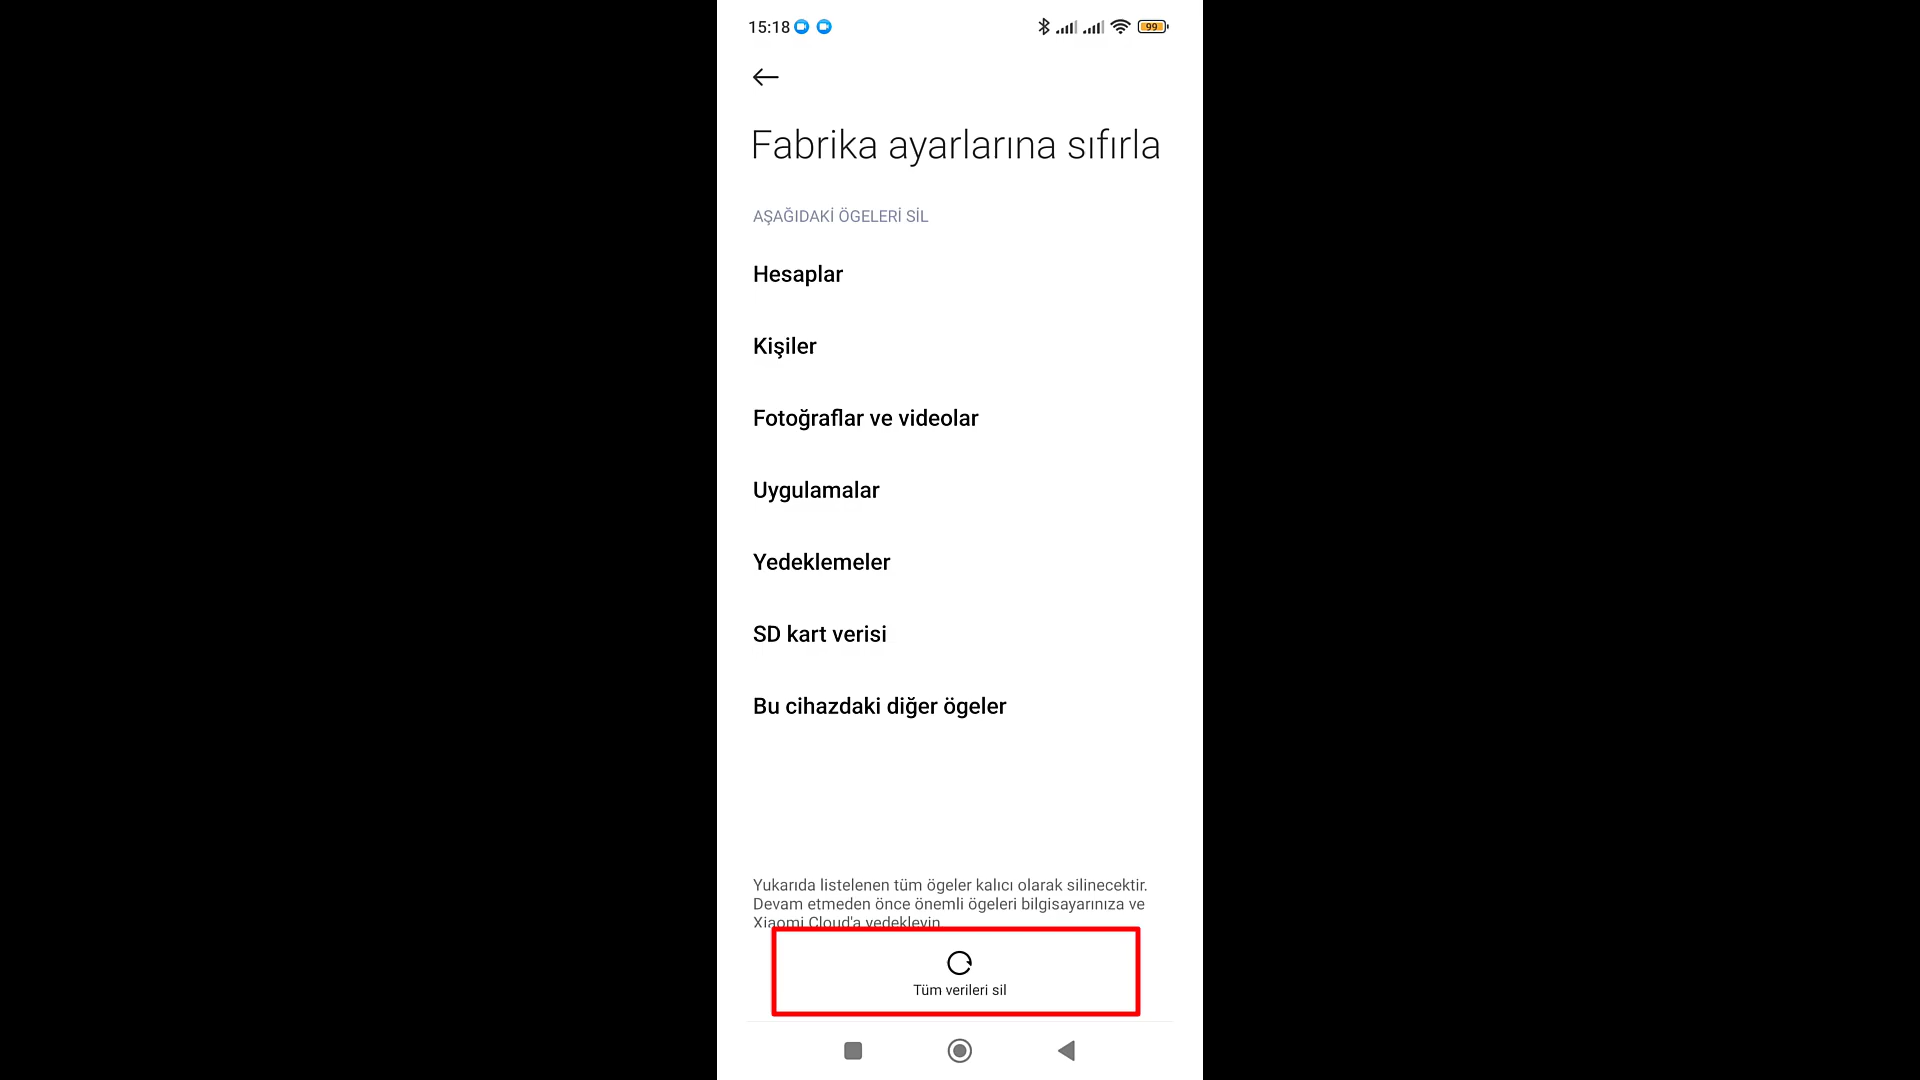 15:18
99
Fabrika ayarlarına sıfırla
AŞAĞIDAKİ ÖGELERİ SİL
Hesaplar
Kişiler
Fotoğraflar ve videolar
Uygulamalar
Yedeklemeler
SD kart verisi
Bu cihazdaki diğer ögeler
Yukarıda listelenen tüm ögeler kalıcı olarak silinecektir.
Devam etmeden önce önemli ögeleri bilgisayarınıza ve
Xiaomi Cloud'a yedekleyin.
Tüm verileri sil